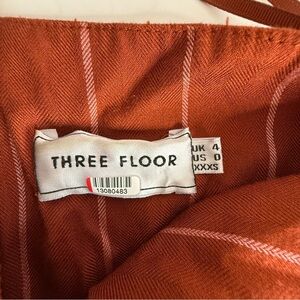 THREE FLOOR
13080483
UK 4
US 0
XXXS